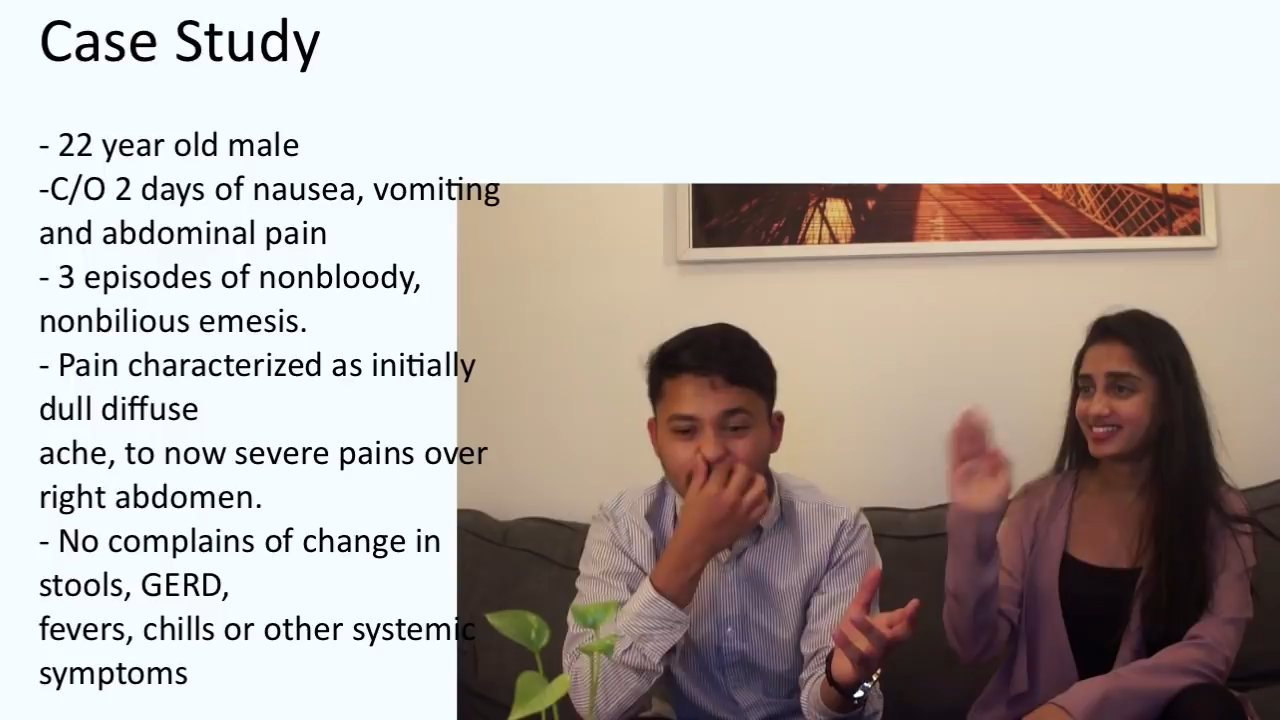 Case Study
- 22 year old male
-C/O 2 days of nausea, vomiting
and abdominal pain
- 3 episodes of nonbloody,
nonbilious emesis.
- Pain characterized as initially
dull diffuse
ache, to now severe pains over
right abdomen.
- No complains of change in
stools, GERD,
fevers, chills or other systemic
symptoms